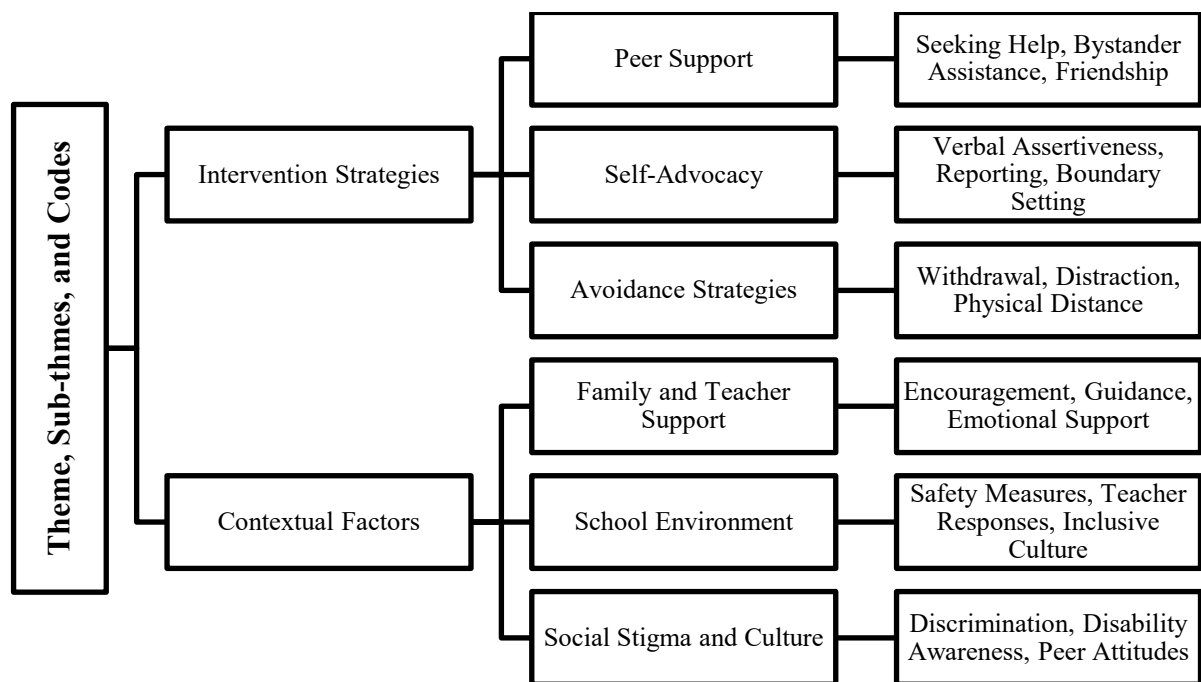 Theme, Sub-thmes, and Codes
Intervention Strategies
Peer Support
Seeking Help, Bystander
Assistance, Friendship
Self-Advocacy
Verbal Assertiveness,
Reporting, Boundary
Setting
Avoidance Strategies
Withdrawal, Distraction,
Physical Distance
Contextual Factors
Family and Teacher
Support
Encouragement, Guidance,
Emotional Support
School Environment
Safety Measures, Teacher
Responses, Inclusive
Culture
Social Stigma and Culture
Discrimination, Disability
Awareness, Peer Attitudes